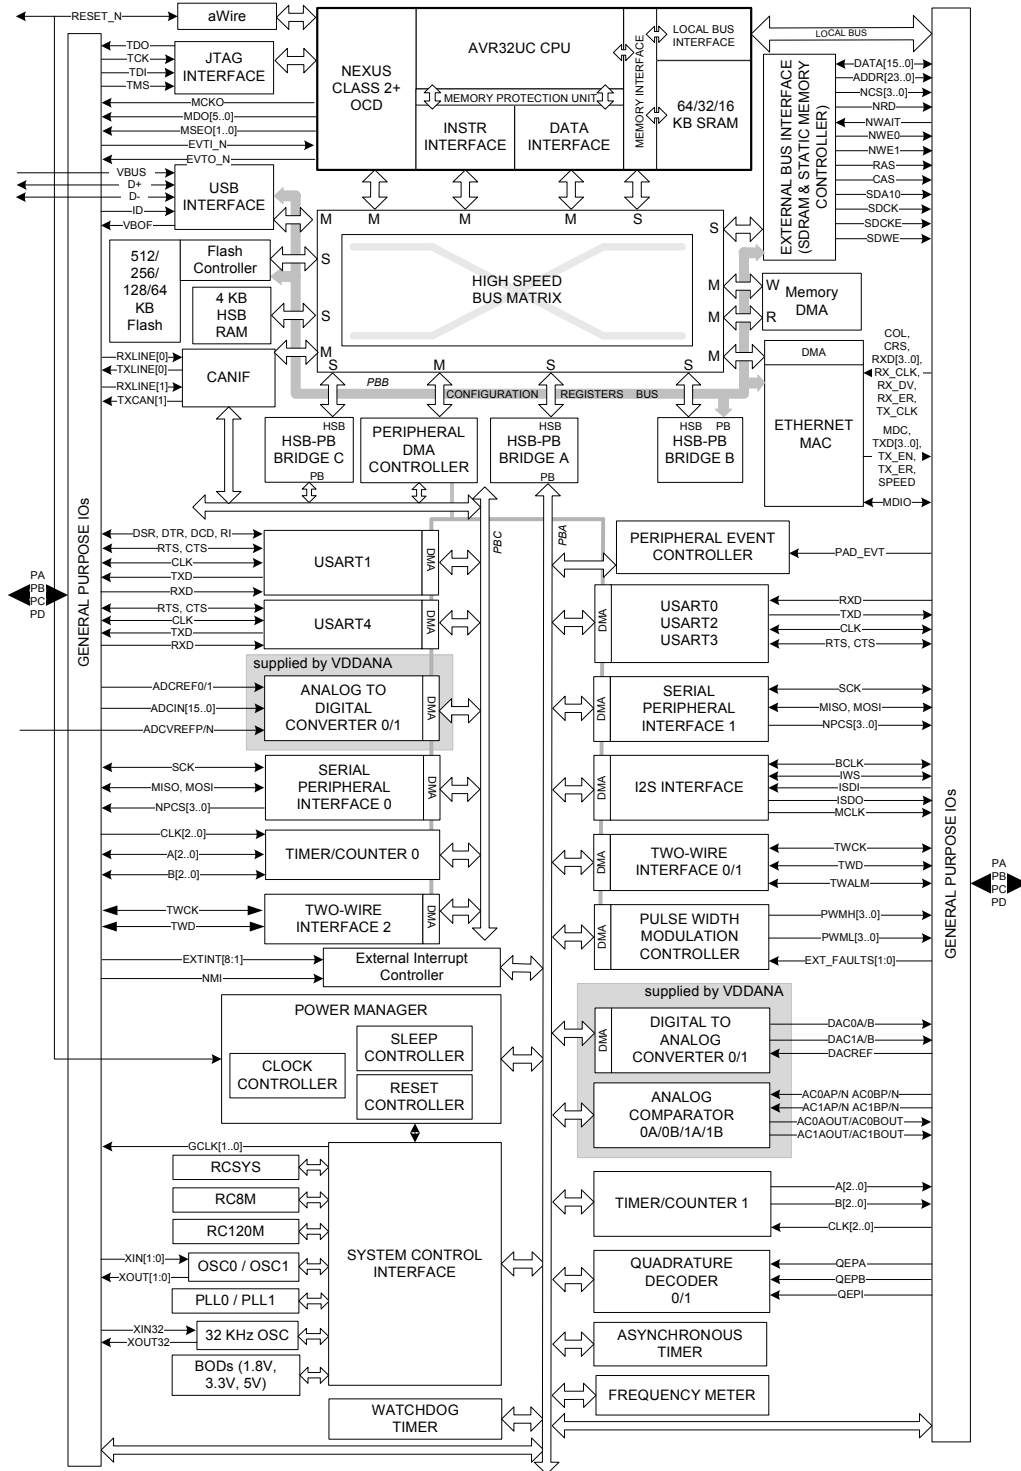 RESET_N
aWire
TDO
TCK
TDI
TMS
JTAG
INTERFACE
MCKO
MDO[5..0]
MSEO[1..0]
EVTI_N
EVTO_N
NEXUS
CLASS 2+
OCD
AVR32UC CPU
MEMORY PROTECTION UNIT
INSTR
INTERFACE
DATA
INTERFACE
MEMORY INTERFACE
LOCAL BUS
INTERFACE
64/32/16
KB SRAM
LOCAL BUS
VBUS
D+
D-
ID
VBOF
USB
INTERFACE
512/
256/
128/64
KB
Flash
Flash
Controller
4 KB
HSB
RAM
RXLINE[0]
TXLINE[0]
RXLINE[1]
TXCAN[1]
CANIF
M
M
M
S
M
S
S
M
S
M
S
S
S
M
M
M
HIGH SPEED
BUS MATRIX
EXTERNAL BUS INTERFACE
(SDRAM & STATIC MEMORY
CONTROLLER)
DATA[15..0]
ADDR[23..0]
NCS[3..0]
NRD
NWAIT
NWE0
NWE1
RAS
CAS
SDA10
SDCK
SDCKE
SDWE
W
R
Memory
DMA
DMA
ETHERNET
MAC
COL,
CRS,
RXD[3..0],
RX_CLK,
RX_DV,
RX_ER,
TX_CLK
MDC,
TXD[3..0],
TX_EN,
TX_ER,
SPEED
MDIO
PBB
CONFIGURATION REGISTERS BUS
HSB
HSB-PB
BRIDGE C
PB
PERIPHERAL
DMA
CONTROLLER
HSB
HSB-PB
BRIDGE A
PB
HSB PB
HSB-PB
BRIDGE B
PBC
PBA
GENERAL PURPOSE IOs
PA
PB
PC
PD
DSR, DTR, DCD, RI
RTS, CTS
CLK
TXD
RXD
USART1
DMA
RTS, CTS
CLK
TXD
RXD
USART4
DMA
supplied by VDDANA
ADCREF0/1
ADCIN[15..0]
ADCVREFP/N
ANALOG TO
DIGITAL
CONVERTER 0/1
DMA
SCK
MISO, MOSI
NPCS[3..0]
SERIAL
PERIPHERAL
INTERFACE 0
DMA
CLK[2..0]
A[2..0]
B[2..0]
TIMER/COUNTER 0
TWCK
TWD
TWO-WIRE
INTERFACE 2
DMA
EXTINT[8:1]
NMI
External Interrupt
Controller
POWER MANAGER
CLOCK
CONTROLLER
SLEEP
CONTROLLER
RESET
CONTROLLER
GCLK[1..0]
RCSYS
RC8M
RC120M
XIN[1:0]
XOUT[1:0]
OSC0 / OSC1
PLL0 / PLL1
XIN32
XOUT32
32 KHz OSC
BODs (1.8V,
3.3V, 5V)
SYSTEM CONTROL
INTERFACE
WATCHDOG
TIMER
PERIPHERAL EVENT
CONTROLLER
PAD_EVT
DMA
USART0
USART2
USART3
RXD
TXD
CLK
RTS, CTS
DMA
SERIAL
PERIPHERAL
INTERFACE 1
SCK
MISO, MOSI
NPCS[3..0]
DMA
I2S INTERFACE
BCLK
IWS
ISDI
ISDO
MCLK
DMA
TWO-WIRE
INTERFACE 0/1
TWCK
TWD
TWALM
DMA
PULSE WIDTH
MODULATION
CONTROLLER
PWMH[3..0]
PWML[3..0]
EXT_FAULTS[1:0]
supplied by VDDANA
DMA
DIGITAL TO
ANALOG
CONVERTER 0/1
DAC0A/B
DAC1A/B
DACREF
ANALOG
COMPARATOR
0A/0B/1A/1B
AC0AP/N AC0BP/N
AC1AP/N AC1BP/N
AC0AOUT/AC0BOUT
AC1AOUT/AC1BOUT
TIMER/COUNTER 1
A[2..0]
B[2..0]
CLK[2..0]
QUADRATURE
DECODER
0/1
QEPA
QEPB
QEPI
ASYNCHRONOUS
TIMER
FREQUENCY METER
GENERAL PURPOSE IOs
PA
PB
PC
PD